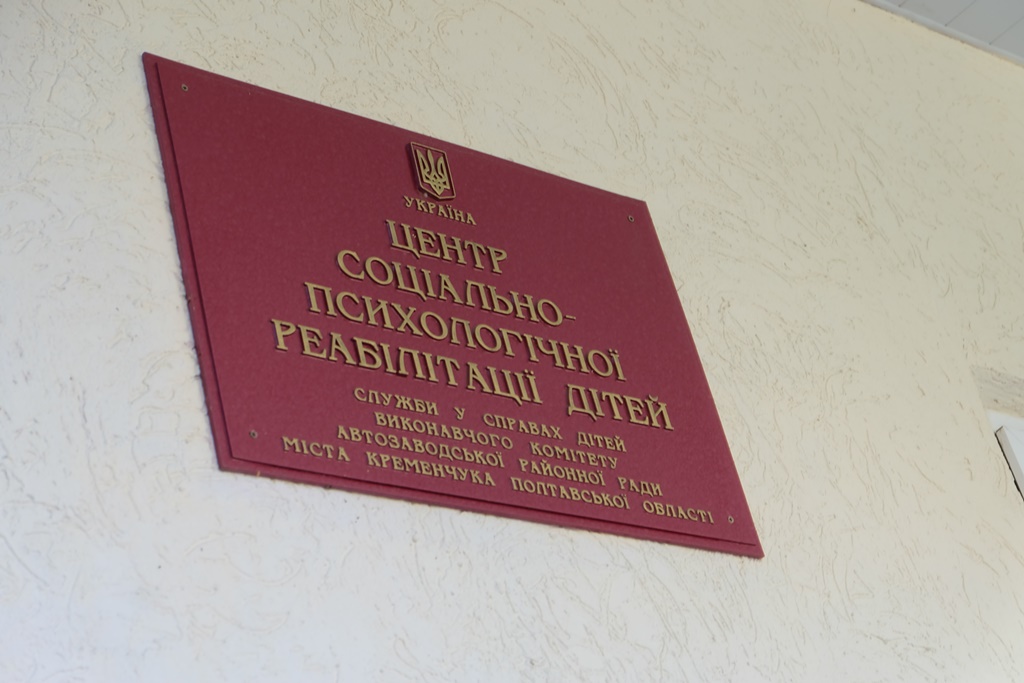 УКРАЇНА
ЦЕНТР
СОЦІАЛЬНО-
ПСИХОЛОГІЧНОЇ
РЕАБІЛІТАЦІЇ ДІТЕЙ
СЛУЖБИ У СПРАВАХ ДІТЕЙ
ВИКОНАВЧОГО КОМІТЕТУ
АВТОЗАВОДСЬКОЇ РАЙОННОЇ РАДИ
МІСТА КРЕМЕНЧУКА ПОЛТАВСЬКОЇ ОБЛАСТІ